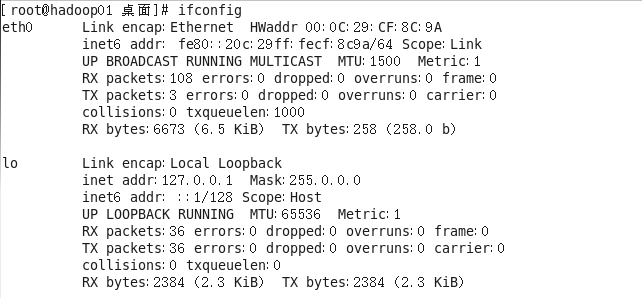 [root@hadoop01 桌面]# ifconfig
eth0      Link encap:Ethernet  HWaddr 00:0C:29:CF:8C:9A
          inet6 addr: fe80::20c:29ff:fecf:8c9a/64 Scope:Link
          UP BROADCAST RUNNING MULTICAST  MTU:1500  Metric:1
          RX packets:108 errors:0 dropped:0 overruns:0 frame:0
          TX packets:3 errors:0 dropped:0 overruns:0 carrier:0
          collisions:0 txqueuelen:1000
          RX bytes:6673 (6.5 KiB)  TX bytes:258 (258.0 b)
lo        Link encap:Local Loopback
          inet addr:127.0.0.1  Mask:255.0.0.0
          inet6 addr: ::1/128 Scope:Host
          UP LOOPBACK RUNNING  MTU:65536  Metric:1
          RX packets:36 errors:0 dropped:0 overruns:0 frame:0
          TX packets:36 errors:0 dropped:0 overruns:0 carrier:0
          collisions:0 txqueuelen:0
          RX bytes:2384 (2.3 KiB)  TX bytes:2384 (2.3 KiB)